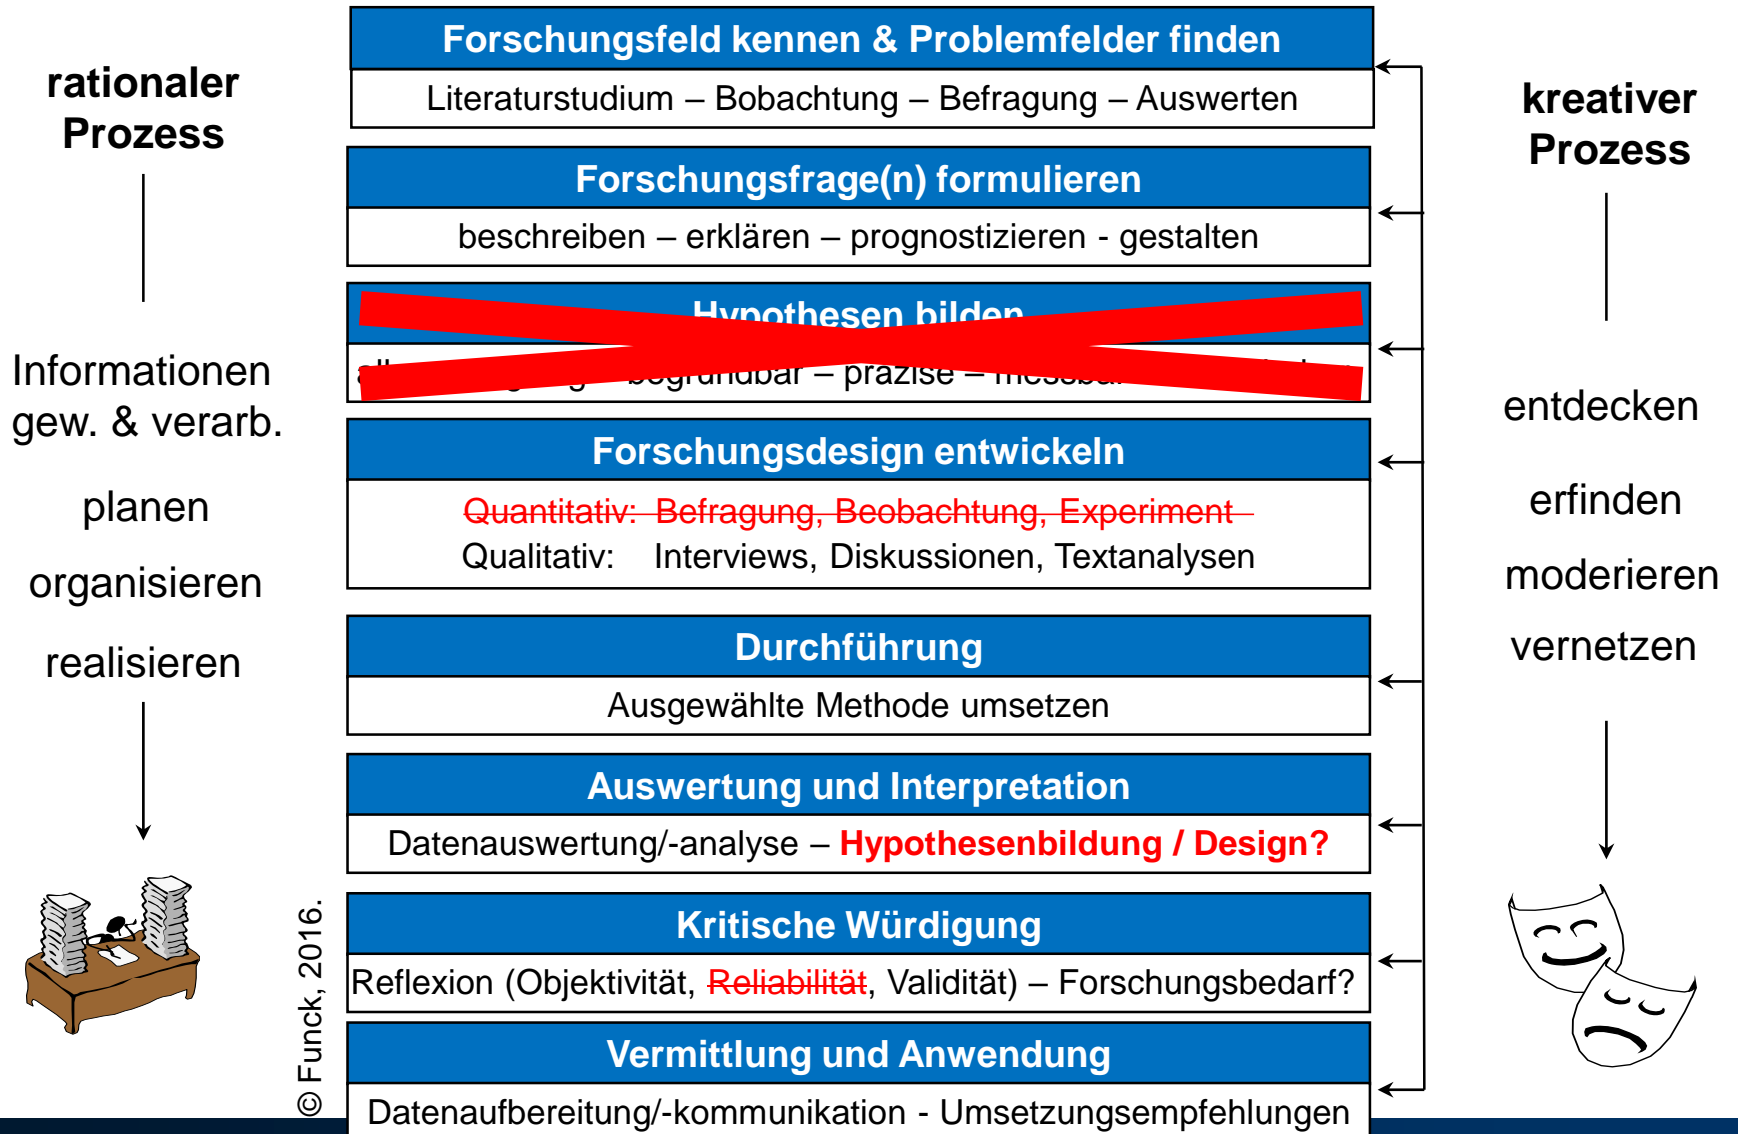 rationaler
Prozess
Informationen
gew. & verarb.
planen
organisieren
realisieren
Forschungsfeld kennen & Problemfelder finden
Literaturstudium – Bobachtung – Befragung – Auswerten
Forschungsfrage(n) formulieren
beschreiben – erklären – prognostizieren - gestalten
Hypothesen bilden
begründbar – präzise – messbar
Forschungsdesign entwickeln
Quantitativ: Befragung, Beobachtung, Experiment
Qualitativ: Interviews, Diskussionen, Textanalysen
Durchführung
Ausgewählte Methode umsetzen
Auswertung und Interpretation
Datenauswertung/-analyse – Hypothesenbildung / Design?
Kritische Würdigung
Reflexion (Objektivität, Reliabilität, Validität) – Forschungsbedarf?
Vermittlung und Anwendung
Datenaufbereitung/-kommunikation - Umsetzungsempfehlungen
kreativer
Prozess
entdecken
erfinden
moderieren
vernetzen
© Funck, 2016.